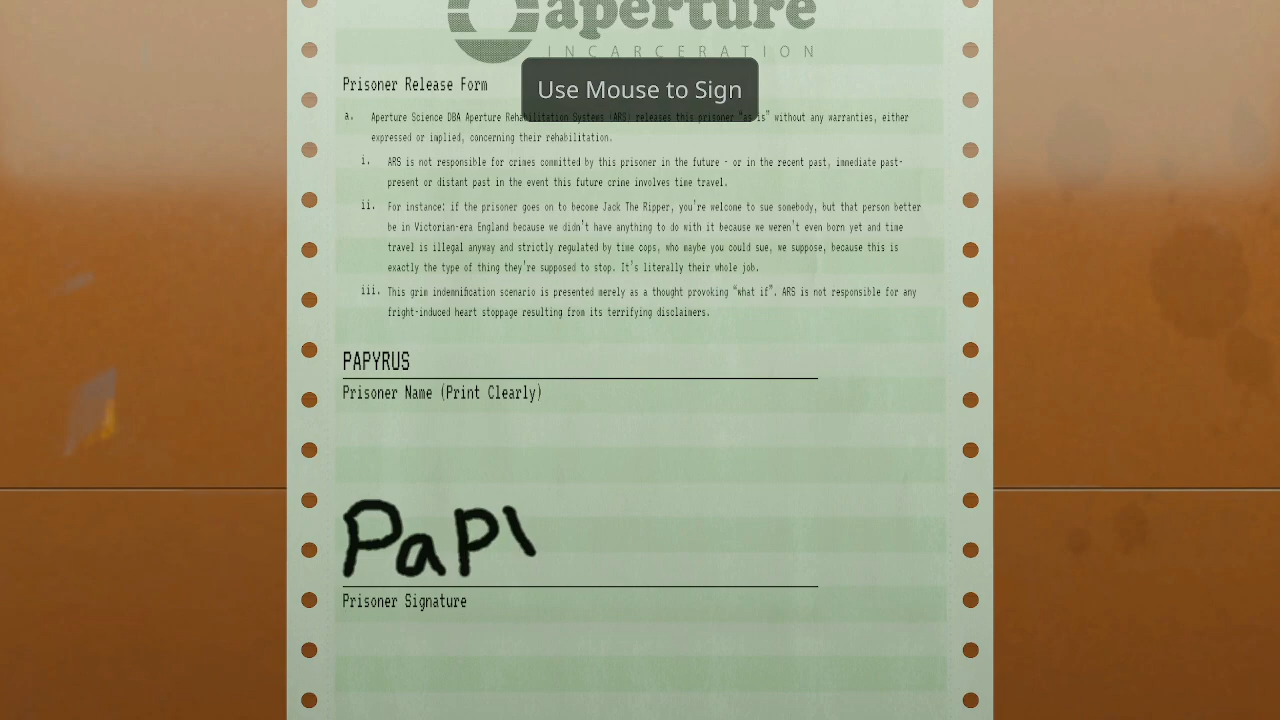 aperture
INCARCERATION
Use Mouse to Sign
Prisoner Release Form
a. Aperture Science DBA Aperture Rehabilitation Systems (ARS) releases this prisoner "as is" without any warranties, either
expressed or implied, concerning their rehabilitation.
i. ARS is not responsible for crimes committed by this prisoner in the future - or in the recent past, immediate past-
present or distant past in the event this future crime involves time travel.
ii. For instance: if the prisoner goes on to become Jack The Ripper, you're welcome to sue somebody, but that person better
be in Victorian-era England because we didn't have anything to do with it because we weren't even born yet and time
travel is illegal anyway and strictly regulated by time cops, who maybe you could sue, we suppose, because this is
exactly the type of thing they're supposed to stop. It's literally their whole job.
iii. This grim indemnification scenario is presented merely as a thought provoking "what if". ARS is not responsible for any
fright-induced heart stoppage resulting from its terrifying disclaimers.
PAPYRUS
Prisoner Name (Print Clearly)
Pap\
Prisoner Signature